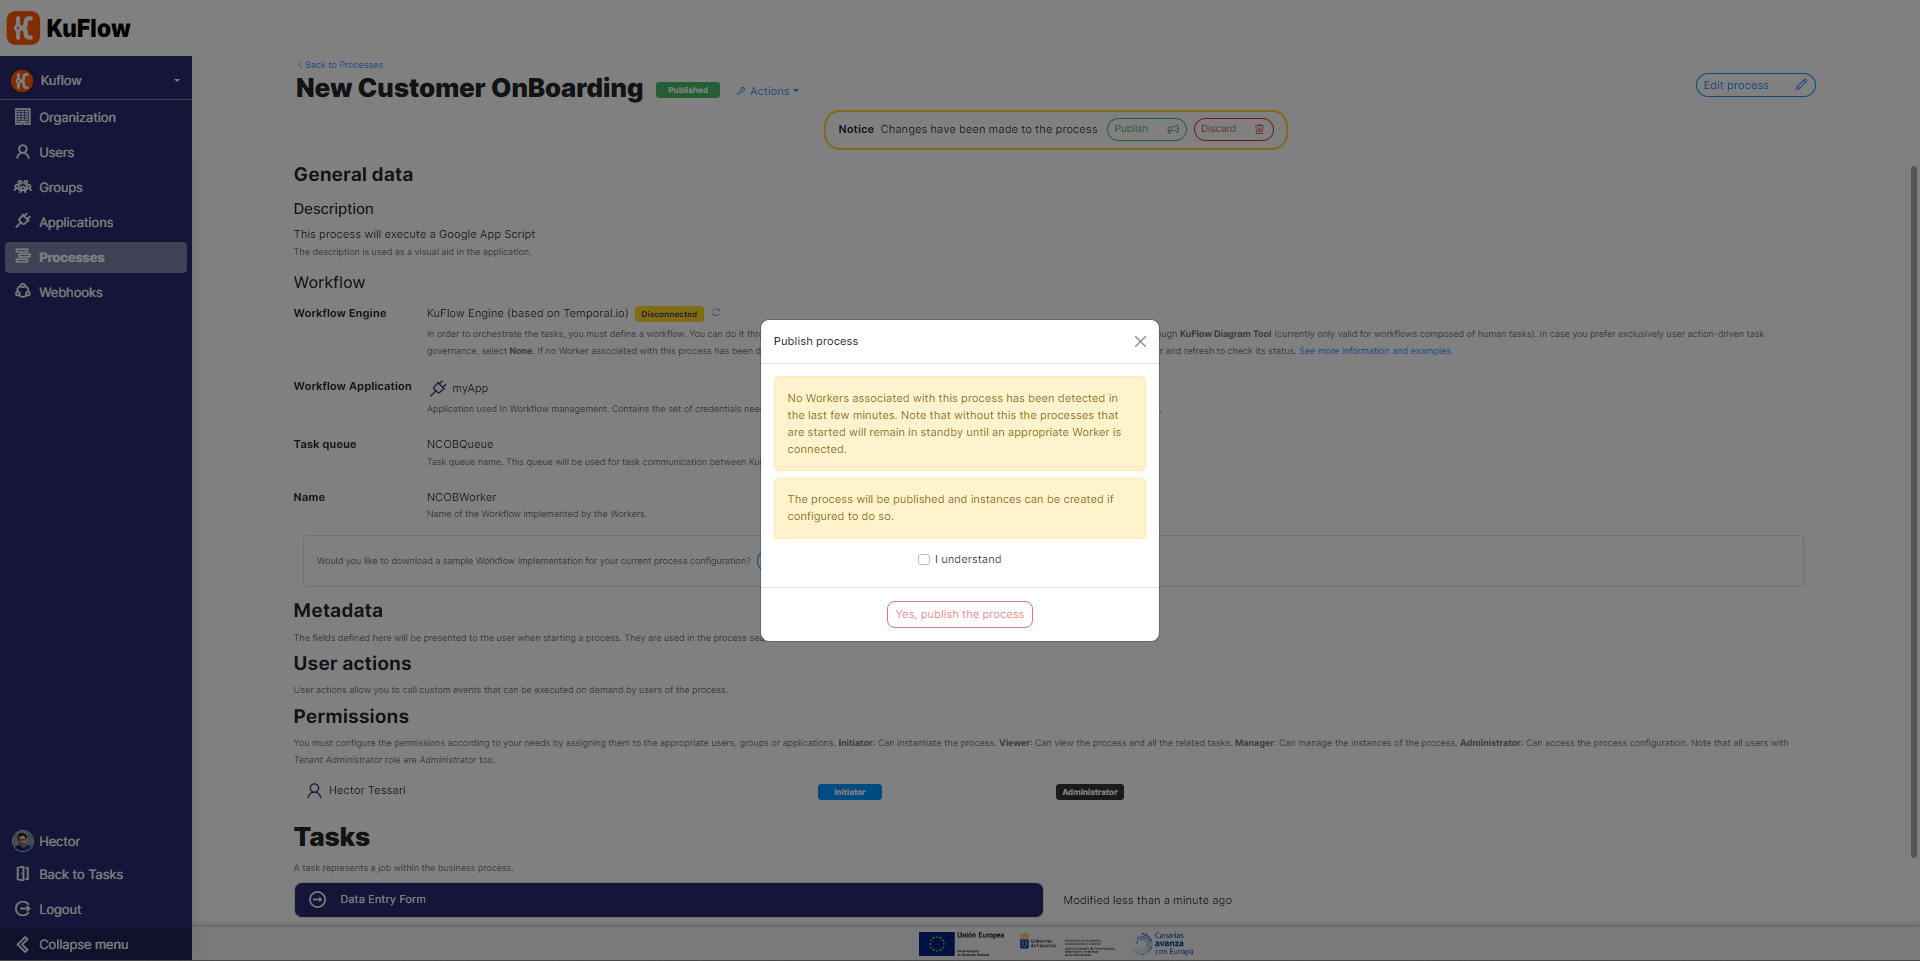 KuFlow
Kuflow
Organization
Users
Groups
Applications
Processes
Webhooks
Hector
Back to Tasks
Logout
Collapse menu
Back to Processes
New Customer OnBoarding
Published
Actions
Edit process
Notice Changes have been made to the process
Publish
Discard
General data
Description
This process will execute a Google App Script
The description is used as a visual aid in the application.
Workflow
Workflow Engine
KuFlow Engine (based on Temporal.io)
Disconnected
In order to orchestrate the tasks, you must define a workflow. You can do it
KuFlow Diagram Tool (currently only valid for workflows composed of human tasks). In case you prefer exclusively user action-driven task
governance, select None. if no Worker associated with this process has been
and refresh to check its status. See more information and examples
Workflow Application
myApp
Application used in Workflow management. Contains the set of credentials
Task queue
NCOBQueue
Task queue name. This queue will be used for task communication between
Name
NCOBWorker
Name of the Workflow implemented by the Workers.
Would you like to download a sample Workflow implementation for your current process configuration?
Publish process
No Workers associated with this process has been detected in
the last few minutes. Note that without this the processes that
are started will remain in standby until an appropriate Worker is
connected.
The process will be published and instances can be created if
configured to do so.
I understand
Yes, publish the process
Metadata
The fields defined here will be presented to the user when starting a process. They are used in the process
User actions
User actions allow you to call custom events that can be executed on demand by users of the process.
Permissions
You must configure the permissions according to your needs by assigning them to the appropriate users, groups or applications. Initiator: Can instantiate the process. Viewer: Can view the process and all the related tasks. Manager: Can manage the instances of the process. Administrator: Can access the process configuration. Note that all users with
Tenant Administrator role are Administrator too.
Hector Tessari
Initiator
Administrator
Tasks
A task represents a job within the business process.
Data Entry Form
Modified less than a minute ago
Unión Europea
Gobierno
de Canarias
Canarias
avanza
con Europa